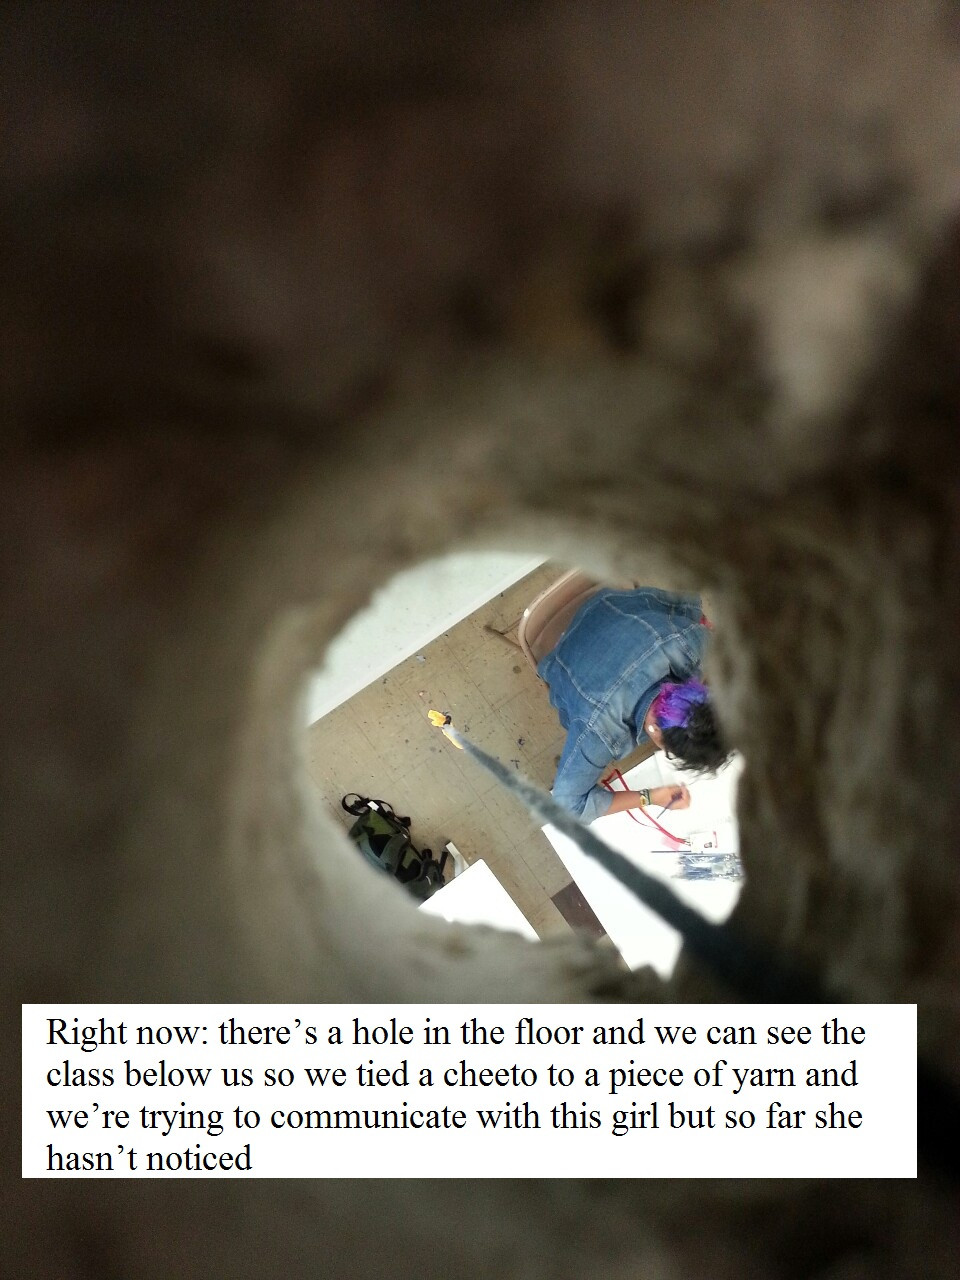 Right now: there’s a hole in the floor and we can see the
class below us so we tied a cheeto to a piece of yarn and
we’re trying to communicate with this girl but so far she
hasn’t noticed